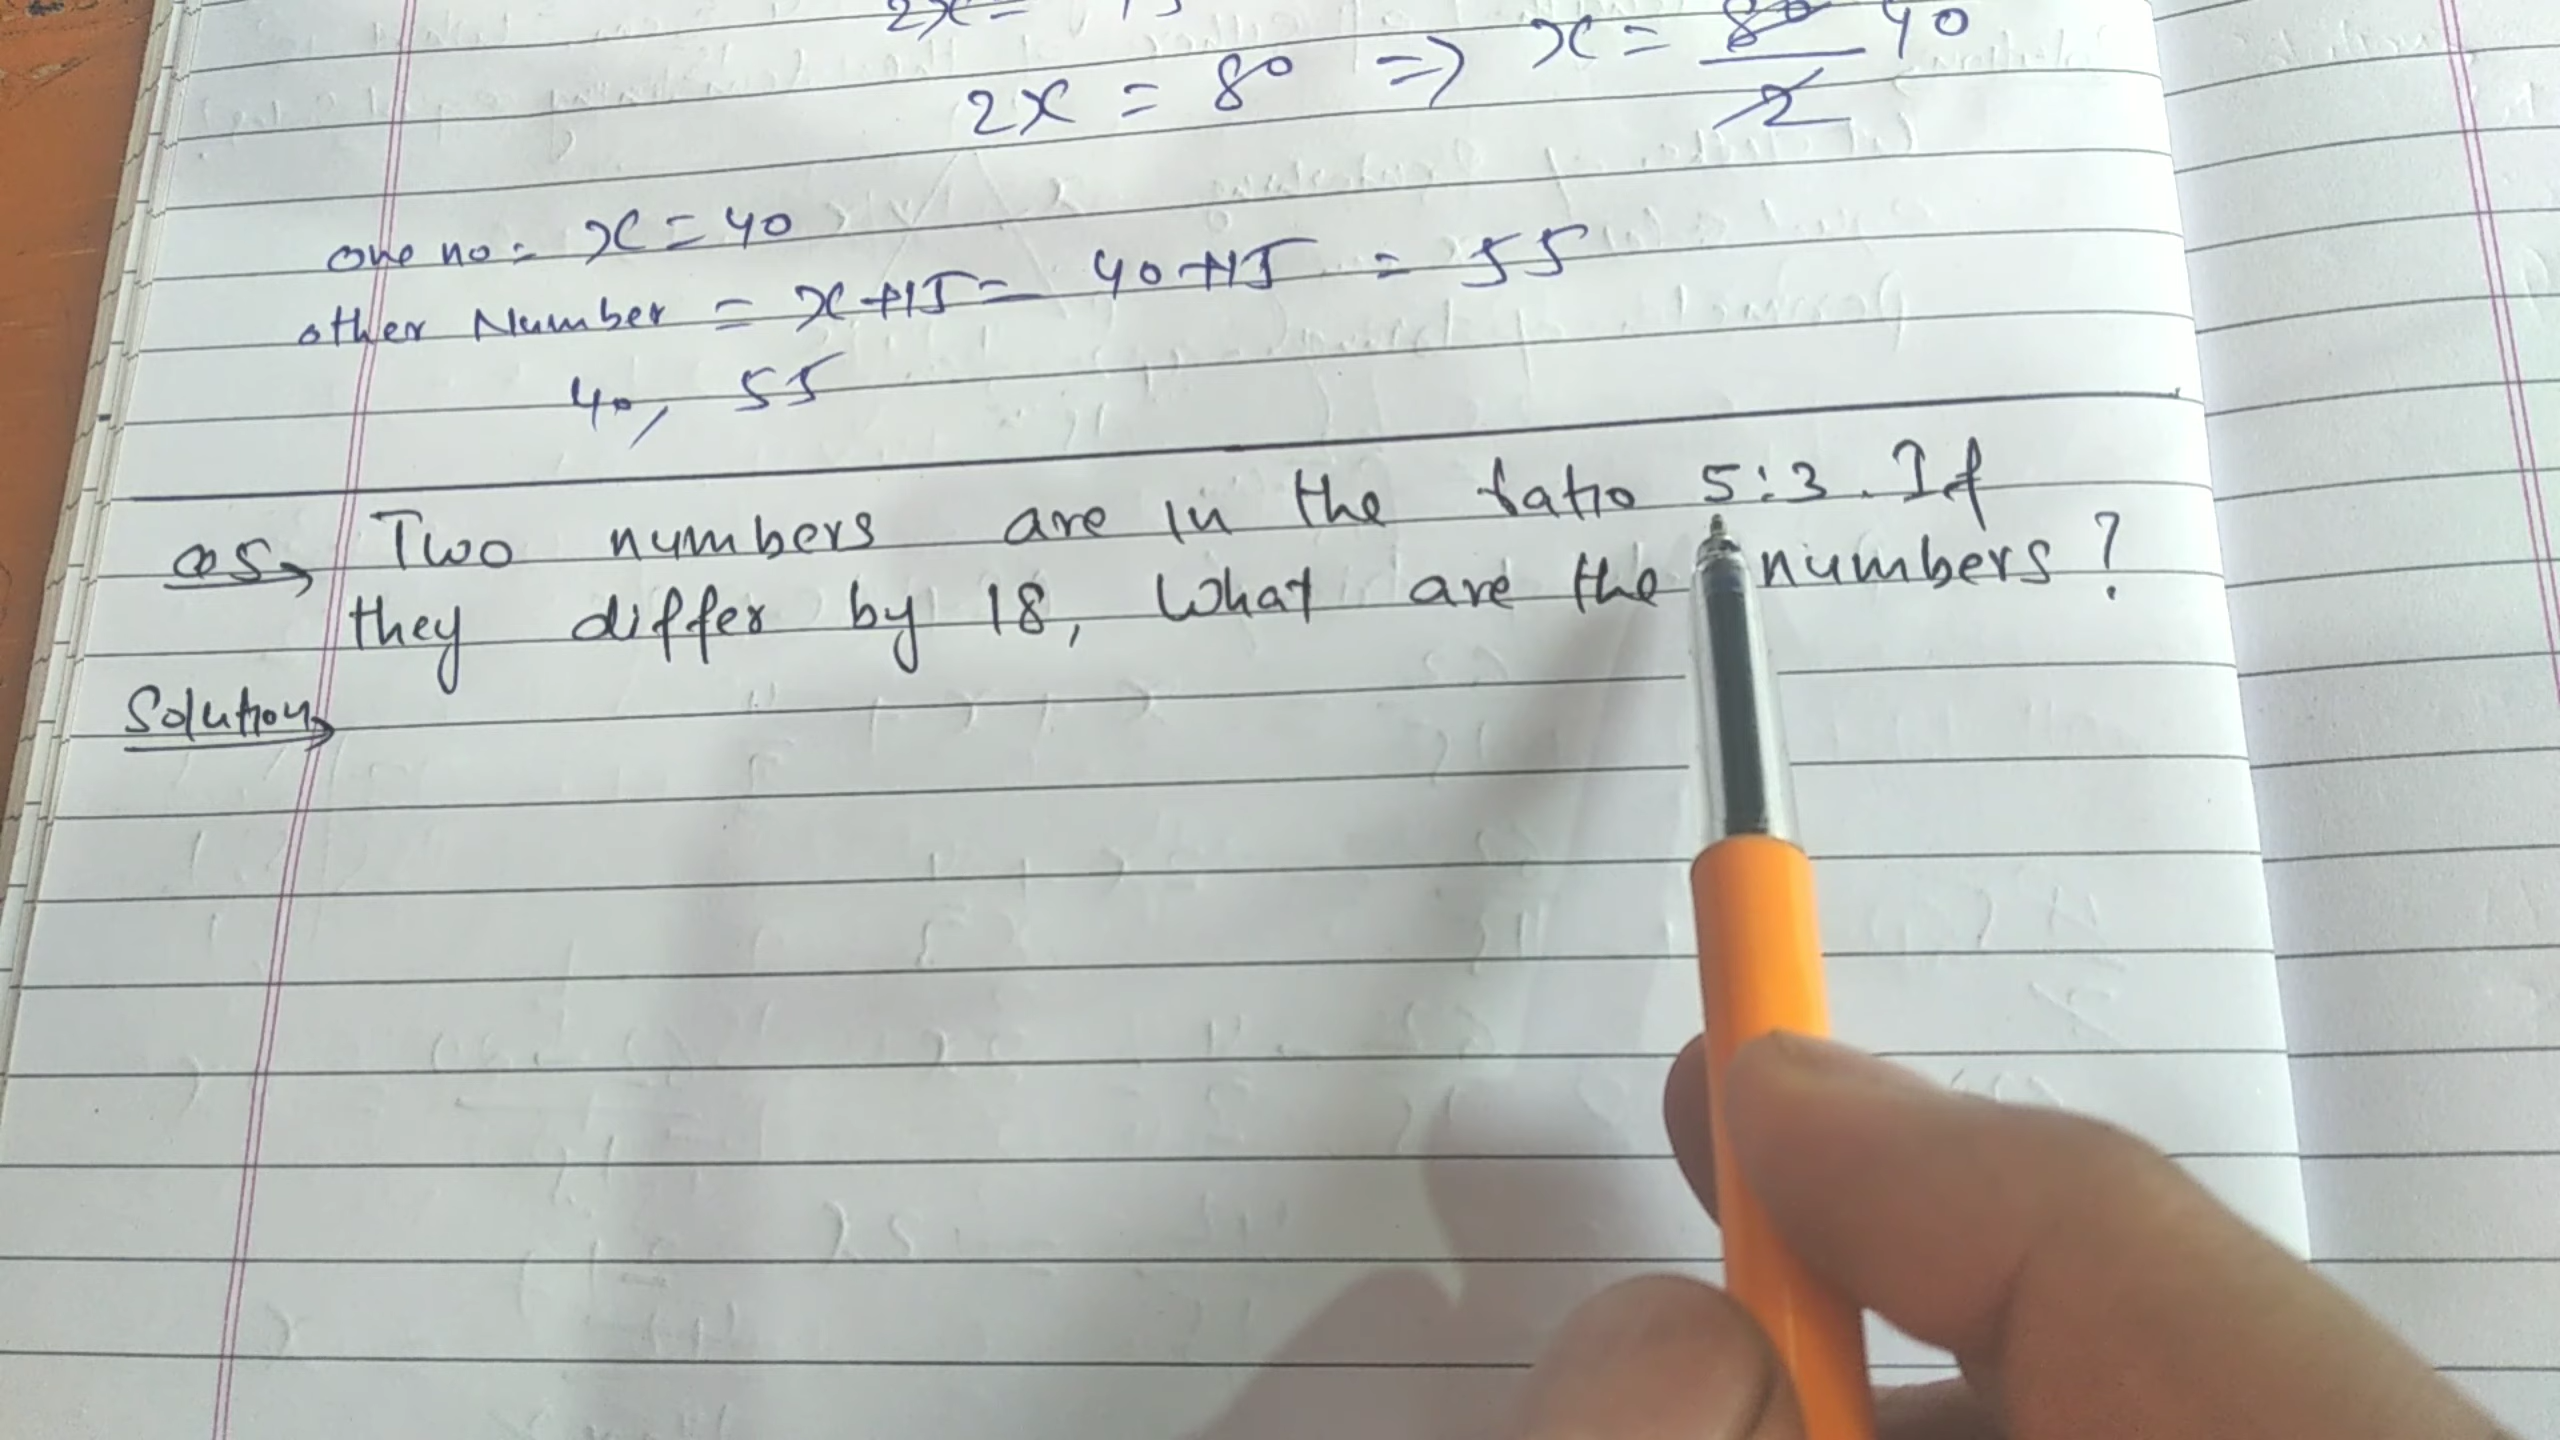 2x =
2x = 80 => x = 80/2 40
one no = x = 40
other Number = x+15 = 40+15 = 55
40, 55
Q5→ Two numbers are in the ratio 5:3. If
they differ by 18, What are the numbers?
Solution→